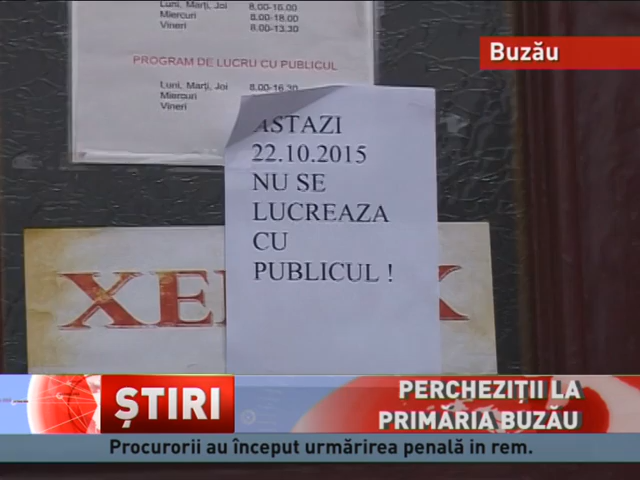 Luni, Marți, Joi 8.00-16.00
Miercuri 8.00-18.00
Vineri 8.00-13.30
PROGRAM DE LUCRU CU PUBLICUL
Luni, Marți, Joi 8.00-16.30
Miercuri
Vineri
ASTAZI
22.10.2015
NU SE
LUCREAZA
CU
PUBLICUL !
Buzău
ȘTIRI
PERCHEZIȚII LA
PRIMĂRIA BUZĂU
Procurorii au început urmărirea penală in rem.